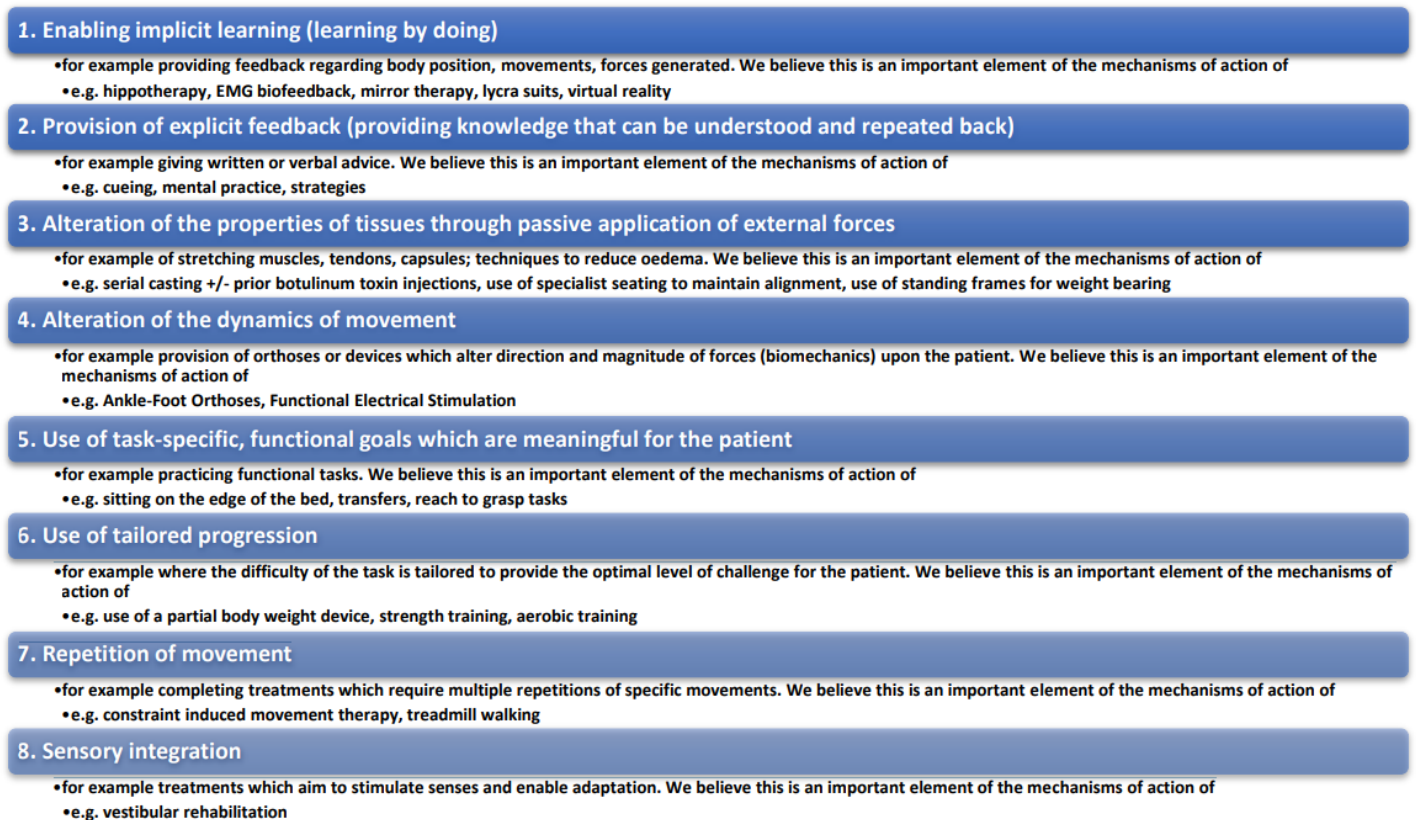 1. Enabling implicit learning (learning by doing)
•for example providing feedback regarding body position, movements, forces generated. We believe this is an important element of the mechanisms of action of
•e.g. hippotherapy, EMG biofeedback, mirror therapy, lycra suits, virtual reality
2. Provision of explicit feedback (providing knowledge that can be understood and repeated back)
•for example giving written or verbal advice. We believe this is an important element of the mechanisms of action of
•e.g. cueing, mental practice, strategies
3. Alteration of the properties of tissues through passive application of external forces
•for example of stretching muscles, tendons, capsules; techniques to reduce oedema. We believe this is an important element of the mechanisms of action of
•e.g. serial casting +/- prior botulinum toxin injections, use of specialist seating to maintain alignment, use of standing frames for weight bearing
4. Alteration of the dynamics of movement
•for example provision of orthoses or devices which alter direction and magnitude of forces (biomechanics) upon the patient. We believe this is an important element of the
mechanisms of action of
•e.g. Ankle-Foot Orthoses, Functional Electrical Stimulation
5. Use of task-specific, functional goals which are meaningful for the patient
•for example practicing functional tasks. We believe this is an important element of the mechanisms of action of
•e.g. sitting on the edge of the bed, transfers, reach to grasp tasks
6. Use of tailored progression
•for example where the difficulty of the task is tailored to provide the optimal level of challenge for the patient. We believe this is an important element of the mechanisms of
action of
•e.g. use of a partial body weight device, strength training, aerobic training
7. Repetition of movement
•for example completing treatments which require multiple repetitions of specific movements. We believe this is an important element of the mechanisms of action of
•e.g. constraint induced movement therapy, treadmill walking
8. Sensory integration
•for example treatments which aim to stimulate senses and enable adaptation. We believe this is an important element of the mechanisms of action of
•e.g. vestibular rehabilitation